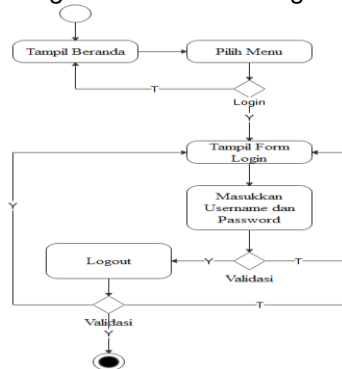 Tampil Beranda
Pilih Menu
T
Login
Y
Tampil Form
Login
Masukkan
Username dan
Password
Y
Logout
Y
T
Validasi
T
Validasi
Y